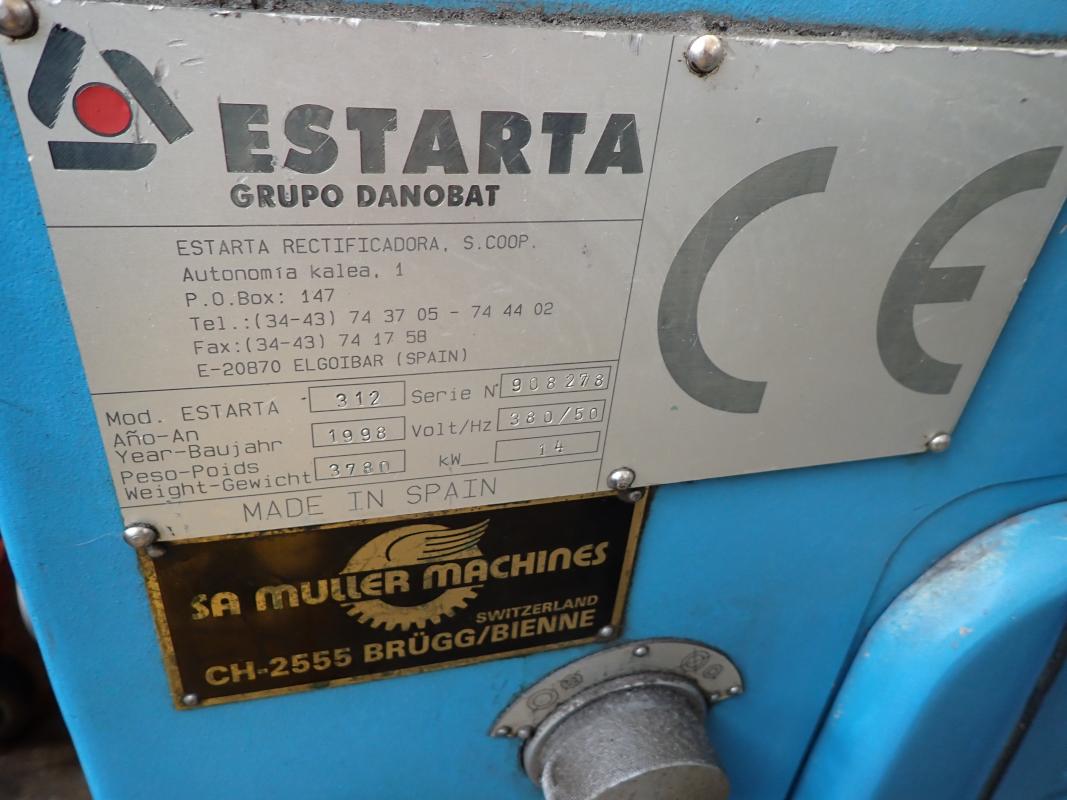 ESTARTA
GRUPO DANOBAT
CE
ESTARTA RECTIFICADORA, S.COOP.
Autonomía kalea, 1
P.O.Box: 147
Tel.:(34-43) 74 37 05 - 74 44 02
Fax:(34-43) 74 17 58
E-20870 ELGOIBAR (SPAIN)
Mod. ESTARTA 312 Serie Nº 908278
Año-An
Year-Baujahr 1998 Volt/Hz 380/50
Peso-Poids
Weight-Gewicht 3780 kW 14
MADE IN SPAIN
SA MULLER MACHINES
SWITZERLAND
CH-2555 BRÜGG/BIENNE